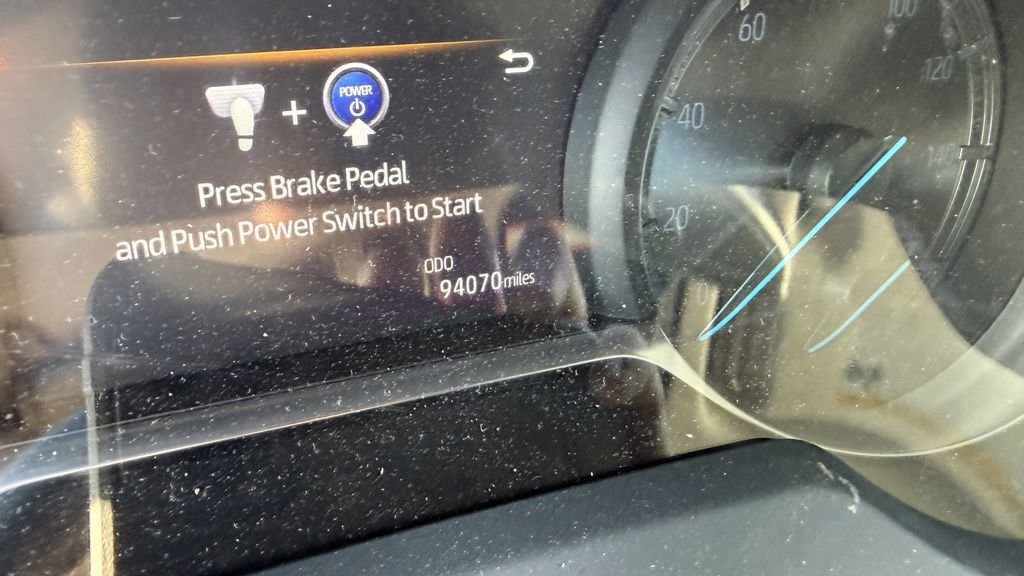 POWER
+
Press Brake Pedal
and Push Power Switch to Start
ODO
94070 miles
60
100
40
120
140
20
0